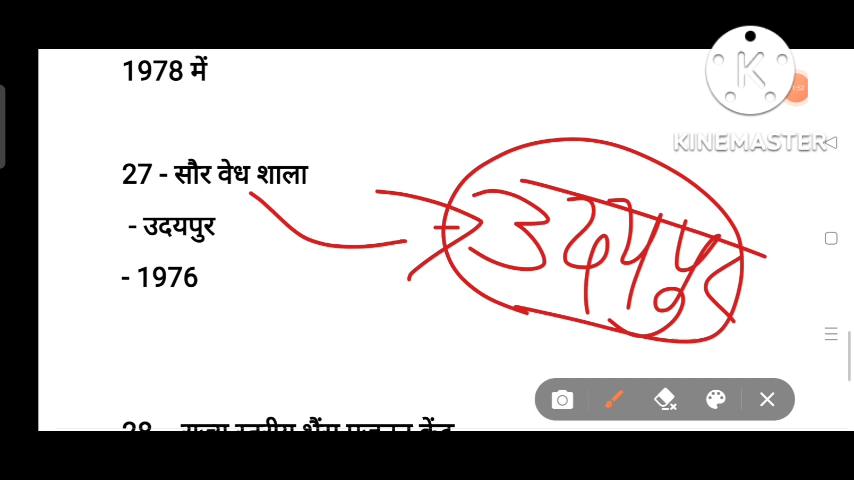 1978 में
KINEMASTER
27 - सौर वेध शाला
- उदयपुर
- 1976
उदयपुर